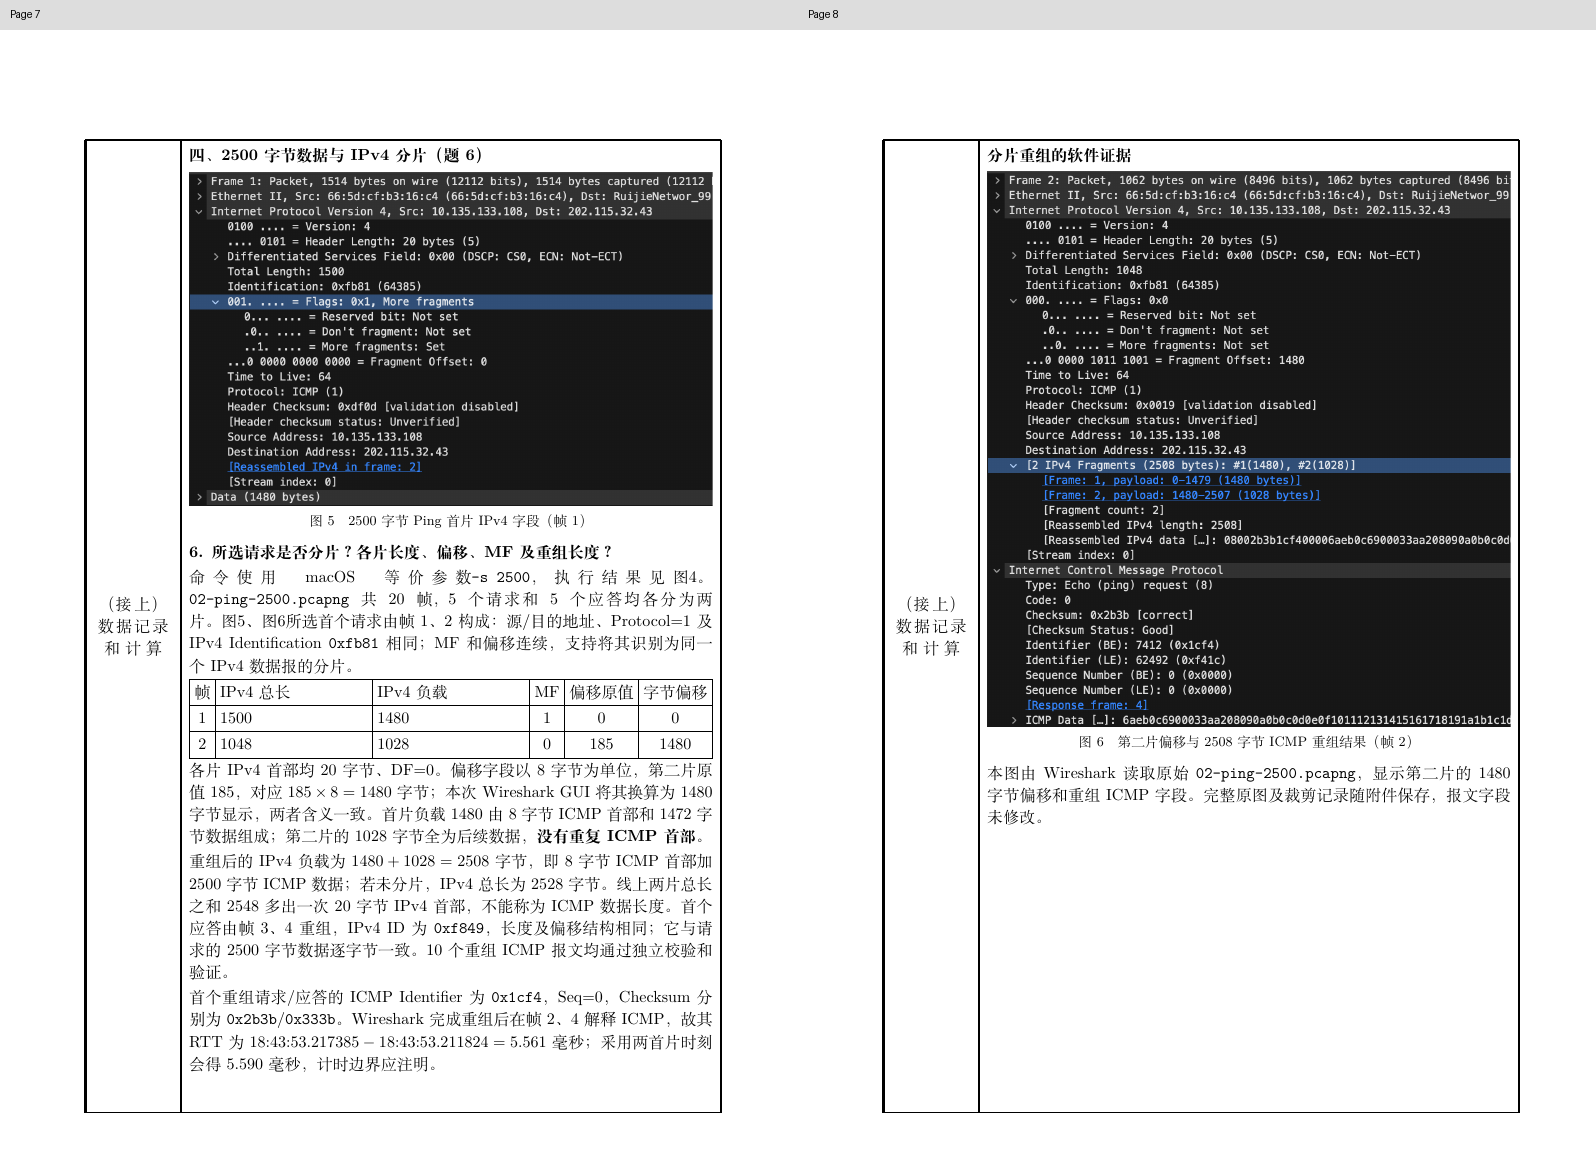 Page 7
Page 8
（接上）
数据记录
和 计 算
四、2500 字节数据与 IPv4 分片（题 6）
Frame 1: Packet, 1514 bytes on wire (12112 bits), 1514 bytes captured (12112
Ethernet II, Src: 66:5d:cf:b3:16:c4 (66:5d:cf:b3:16:c4), Dst: RuijieNetwor_99
Internet Protocol Version 4, Src: 10.135.133.108, Dst: 202.115.32.43
0100 .... = Version: 4
.... 0101 = Header Length: 20 bytes (5)
Differentiated Services Field: 0x00 (DSCP: CS0, ECN: Not-ECT)
Total Length: 1500
Identification: 0xfb81 (64385)
001. .... = Flags: 0x1, More fragments
0... .... = Reserved bit: Not set
.0.. .... = Don't fragment: Not set
..1. .... = More fragments: Set
...0 0000 0000 0000 = Fragment Offset: 0
Time to Live: 64
Protocol: ICMP (1)
Header Checksum: 0xdf0d [validation disabled]
[Header checksum status: Unverified]
Source Address: 10.135.133.108
Destination Address: 202.115.32.43
[Reassembled IPv4 in frame: 2]
[Stream index: 0]
Data (1480 bytes)
图 5　2500 字节 Ping 首片 IPv4 字段（帧 1）
6. 所选请求是否分片？各片长度、偏移、MF 及重组长度？
命令使用 macOS 等价参数-s 2500，执行结果见图4。
02-ping-2500.pcapng 共 20 帧, 5 个请求和 5 个应答均各分为两
片。图5、图6所选首个请求由帧 1、2 构成：源/目的地址、Protocol=1 及
IPv4 Identification 0xfb81 相同；MF 和偏移连续，支持将其识别为同一
个 IPv4 数据报的分片。
帧 IPv4 总长 IPv4 负载 MF 偏移原值 字节偏移
1 1500 1480 1 0 0
2 1048 1028 0 185 1480
各片 IPv4 首部均 20 字节、DF=0。偏移字段以 8 字节为单位，第二片原
值 185，对应 185 × 8 = 1480 字节；本次 Wireshark GUI 将其换算为 1480
字节显示，两者含义一致。首片负载 1480 由 8 字节 ICMP 首部和 1472 字
节数据组成；第二片的 1028 字节全为后续数据，没有重复 ICMP 首部。
重组后的 IPv4 负载为 1480 + 1028 = 2508 字节，即 8 字节 ICMP 首部加
2500 字节 ICMP 数据；若未分片，IPv4 总长为 2528 字节。线上两片总长
之和 2548 多出一次 20 字节 IPv4 首部，不能称为 ICMP 数据长度。首个
应答由帧 3、4 重组，IPv4 ID 为 0xf849，长度及偏移结构相同；它与请
求的 2500 字节数据逐字节一致。10 个重组 ICMP 报文均通过独立校验和
验证。
首个重组请求/应答的 ICMP Identifier 为 0x1cf4，Seq=0，Checksum 分
别为 0x2b3b/0x333b。Wireshark 完成重组后在帧 2、4 解释 ICMP，故其
RTT 为 18:43:53.217385 − 18:43:53.211824 = 5.561 毫秒；采用两首片时刻
会得 5.590 毫秒，计时边界应注明。
（接上）
数据记录
和 计 算
分片重组的软件证据
Frame 2: Packet, 1062 bytes on wire (8496 bits), 1062 bytes captured (8496 bi
Ethernet II, Src: 66:5d:cf:b3:16:c4 (66:5d:cf:b3:16:c4), Dst: RuijieNetwor_99
Internet Protocol Version 4, Src: 10.135.133.108, Dst: 202.115.32.43
0100 .... = Version: 4
.... 0101 = Header Length: 20 bytes (5)
Differentiated Services Field: 0x00 (DSCP: CS0, ECN: Not-ECT)
Total Length: 1048
Identification: 0xfb81 (64385)
000. .... = Flags: 0x0
0... .... = Reserved bit: Not set
.0.. .... = Don't fragment: Not set
..0. .... = More fragments: Not set
...0 0000 1011 1001 = Fragment Offset: 1480
Time to Live: 64
Protocol: ICMP (1)
Header Checksum: 0x0019 [validation disabled]
[Header checksum status: Unverified]
Source Address: 10.135.133.108
Destination Address: 202.115.32.43
[2 IPv4 Fragments (2508 bytes): #1(1480), #2(1028)]
[Frame: 1, payload: 0-1479 (1480 bytes)]
[Frame: 2, payload: 1480-2507 (1028 bytes)]
[Fragment count: 2]
[Reassembled IPv4 length: 2508]
[Reassembled IPv4 data […]: 08002b3b1cf400006aeb0c6900033aa208090a0b0c0d
[Stream index: 0]
Internet Control Message Protocol
Type: Echo (ping) request (8)
Code: 0
Checksum: 0x2b3b [correct]
[Checksum Status: Good]
Identifier (BE): 7412 (0x1cf4)
Identifier (LE): 62492 (0xf41c)
Sequence Number (BE): 0 (0x0000)
Sequence Number (LE): 0 (0x0000)
[Response frame: 4]
ICMP Data […]: 6aeb0c6900033aa208090a0b0c0d0e0f101112131415161718191a1b1c1d
图 6　第二片偏移与 2508 字节 ICMP 重组结果（帧 2）
本图由 Wireshark 读取原始 02-ping-2500.pcapng，显示第二片的 1480
字节偏移和重组 ICMP 字段。完整原图及裁剪记录随附件保存，报文字段
未修改。